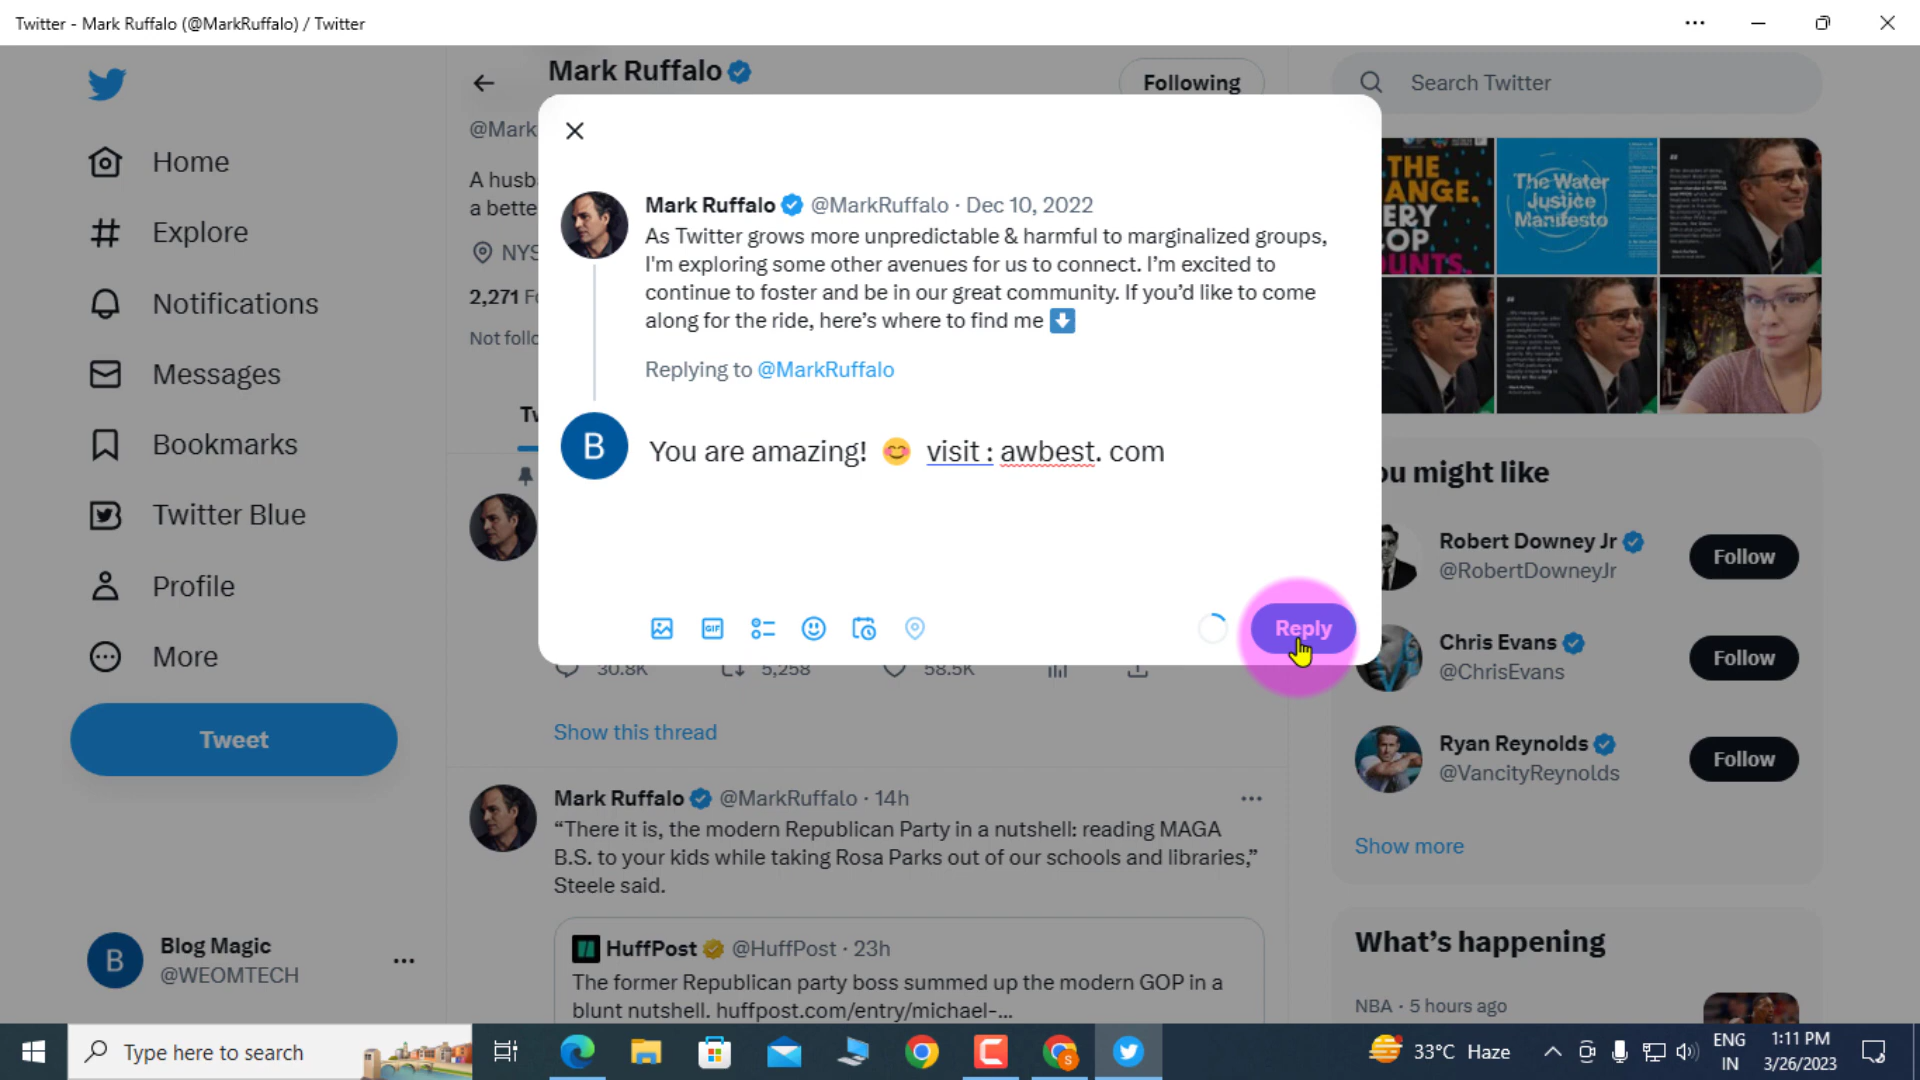 Twitter - Mark Ruffalo (@MarkRuffalo) / Twitter
Home
Explore
Notifications
Messages
Bookmarks
Twitter Blue
Profile
More
Tweet
B
Blog Magic
@WEOMTECH
Mark Ruffalo
Following
@Mark
A husb
a bette
NYS
2,271 Fo
Not follo
Tw
Mark Ruffalo @MarkRuffalo · Dec 10, 2022
As Twitter grows more unpredictable & harmful to marginalized groups,
I'm exploring some other avenues for us to connect. I’m excited to
continue to foster and be in our great community. If you’d like to come
along for the ride, here’s where to find me
Replying to @MarkRuffalo
B
You are amazing! 😊 visit : awbest. com
GIF
Reply
30.8K 5,258 58.5K
Show this thread
Mark Ruffalo @MarkRuffalo · 14h
“There it is, the modern Republican Party in a nutshell: reading MAGA
B.S. to your kids while taking Rosa Parks out of our schools and libraries,”
Steele said.
HuffPost @HuffPost · 23h
The former Republican party boss summed up the modern GOP in a
blunt nutshell. huffpost.com/entry/michael-...
Search Twitter
THE
ANGE.
ERY
OP
UNTS.
The Water
Justice
Manifesto
ou might like
Robert Downey Jr
@RobertDowneyJr
Follow
Chris Evans
@ChrisEvans
Follow
Ryan Reynolds
@VancityReynolds
Follow
Show more
What’s happening
NBA · 5 hours ago
Type here to search
S
33°C Haze
ENG
IN
1:11 PM
3/26/2023